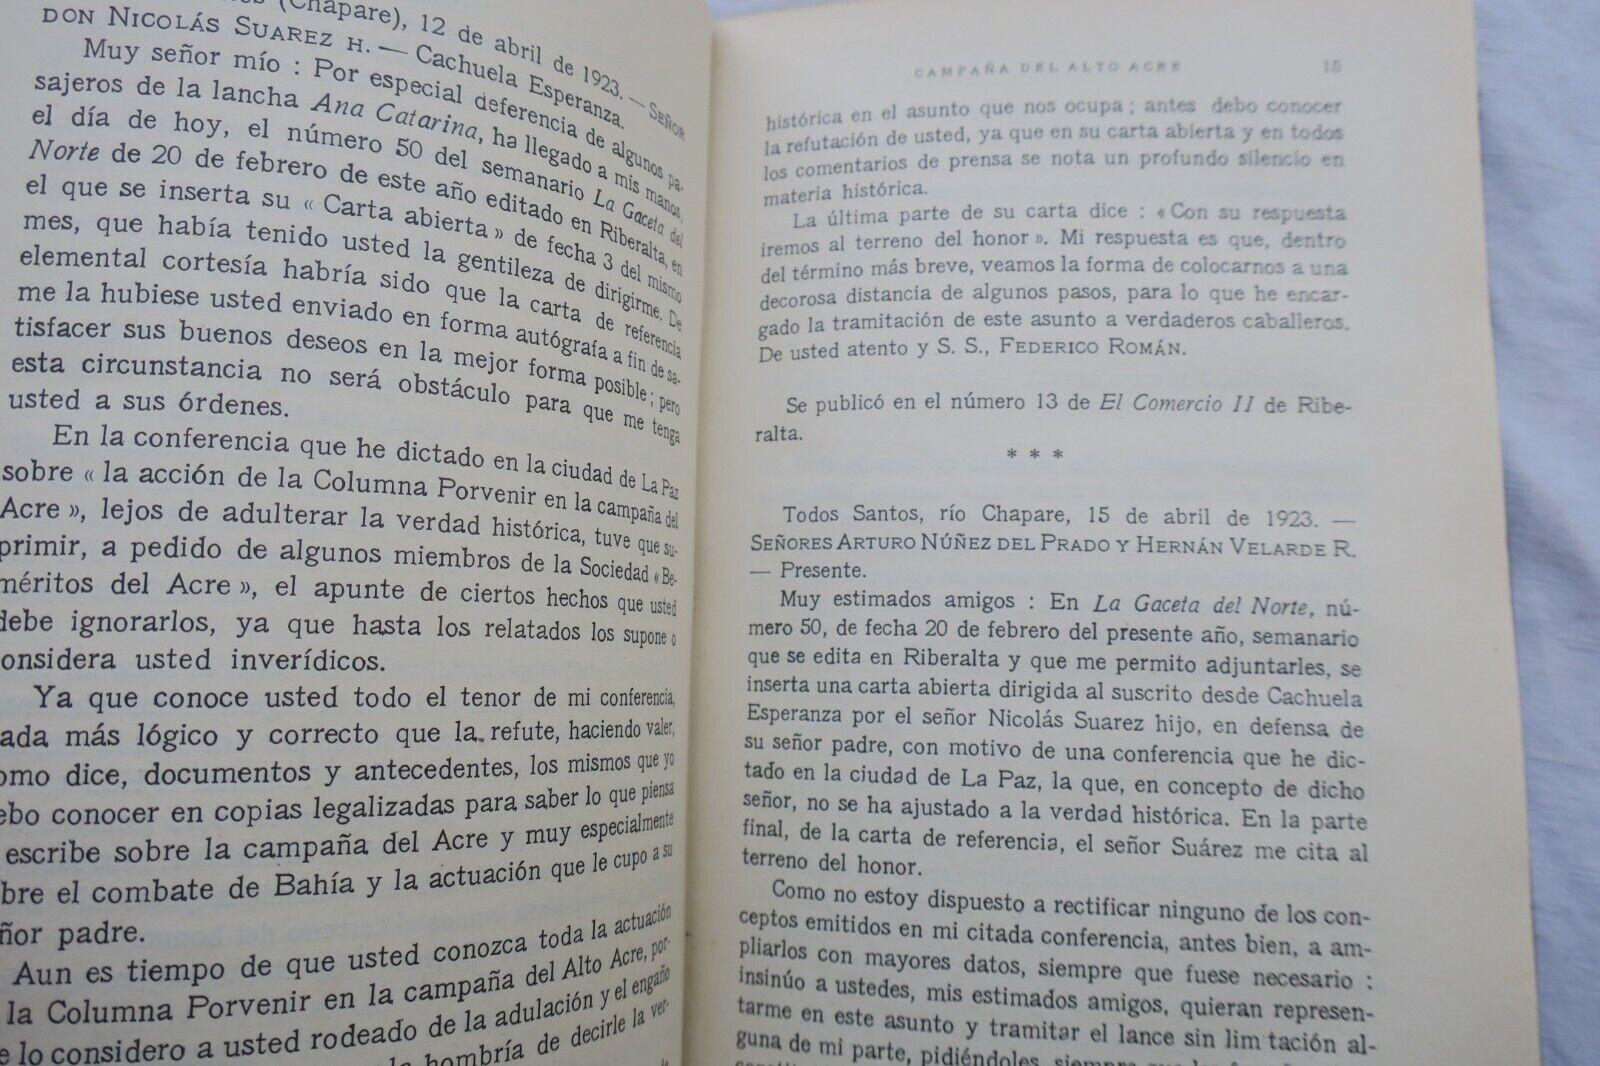 (Chapare), 12 de abril de 1923. — SEÑOR
DON NICOLÁS SUAREZ H. — Cachuela Esperanza.
Muy señor mío : Por especial deferencia de algunos pa-
sajeros de la lancha Ana Catarina, ha llegado a mis manos,
el día de hoy, el número 50 del semanario La Gaceta del
Norte de 20 de febrero de este año editado en Riberalta, en
el que se inserta su « Carta abierta » de fecha 3 del mismo
mes, que había tenido usted la gentileza de dirigirme. De
elemental cortesía habría sido que la carta de referencia
me la hubiese usted enviado en forma autógrafa a fin de sa-
tisfacer sus buenos deseos en la mejor forma posible ; pero
esta circunstancia no será obstáculo para que me tenga
usted a sus órdenes.
En la conferencia que he dictado en la ciudad de La Paz
sobre « la acción de la Columna Porvenir en la campaña del
Acre », lejos de adulterar la verdad histórica, tuve que su-
primir, a pedido de algunos miembros de la Sociedad « Be-
méritos del Acre », el apunte de ciertos hechos que usted
debe ignorarlos, ya que hasta los relatados los supone o
onsidera usted inverídicos.
Ya que conoce usted todo el tenor de mi conferencia,
ada más lógico y correcto que la refute, haciendo valer,
omo dice, documentos y antecedentes, los mismos que yo
ebo conocer en copias legalizadas para saber lo que piensa
escribe sobre la campaña del Acre y muy especialmente
bre el combate de Bahía y la actuación que le cupo a su
ñor padre.
Aun es tiempo de que usted conozca toda la actuación
la Columna Porvenir en la campaña del Alto Acre, por-
e lo considero a usted rodeado de la adulación y el engaño
la hombría de decirle la ver-
CAMPAÑA DEL ALTO ACRE 15
histórica en el asunto que nos ocupa ; antes debo conocer
la refutación de usted, ya que en su carta abierta y en todos
los comentarios de prensa se nota un profundo silencio en
materia histórica.
La última parte de su carta dice : « Con su respuesta
iremos al terreno del honor ». Mi respuesta es que, dentro
del término más breve, veamos la forma de colocarnos a una
decorosa distancia de algunos pasos, para lo que he encar-
gado la tramitación de este asunto a verdaderos caballeros.
De usted atento y S. S., FEDERICO ROMÁN.
Se publicó en el número 13 de El Comercio II de Ribe-
ralta.
* * *
Todos Santos, río Chapare, 15 de abril de 1923. —
SEÑORES ARTURO NÚÑEZ DEL PRADO Y HERNÁN VELARDE R.
— Presente.
Muy estimados amigos : En La Gaceta del Norte, nú-
mero 50, de fecha 20 de febrero del presente año, semanario
que se edita en Riberalta y que me permito adjuntarles, se
inserta una carta abierta dirigida al suscrito desde Cachuela
Esperanza por el señor Nicolás Suarez hijo, en defensa de
su señor padre, con motivo de una conferencia que he dic-
tado en la ciudad de La Paz, la que, en concepto de dicho
señor, no se ha ajustado a la verdad histórica. En la parte
final, de la carta de referencia, el señor Suárez me cita al
terreno del honor.
Como no estoy dispuesto a rectificar ninguno de los con-
ceptos emitidos en mi citada conferencia, antes bien, a am-
pliarlos con mayores datos, siempre que fuese necesario :
insinúo a ustedes, mis estimados amigos, quieran represen-
tarme en este asunto y tramitar el lance sin lim tación al-
guna de mi parte, pidiéndoles, siempre que